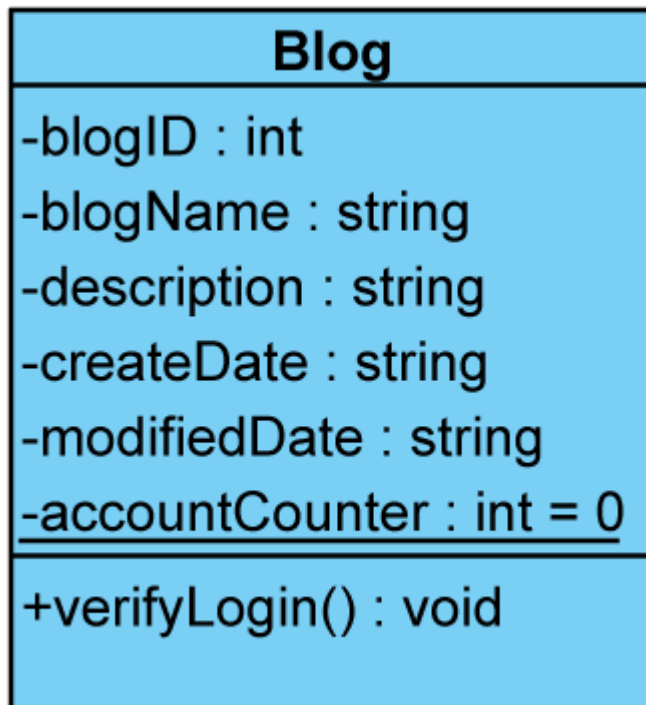 Blog
-blogID : int
-blogName : string
-description : string
-createDate : string
-modifiedDate : string
-accountCounter : int = 0
+verifyLogin() : void